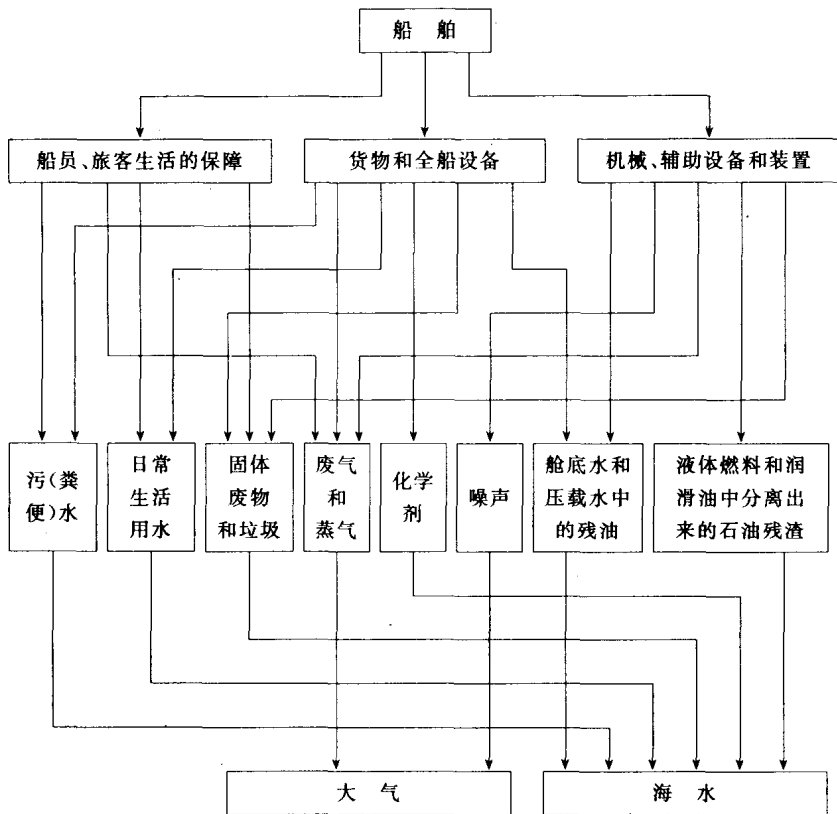 船 舶
船员、旅客生活的保障
货物和全船设备
机械、辅助设备和装置
污(粪
便)水
日常
生活
用水
固体
废物
和垃圾
废气
和
蒸气
化学
剂
噪声
舱底水和
压载水中
的残油
液体燃料和润
滑油中分离出
来的石油残渣
大 气
海 水